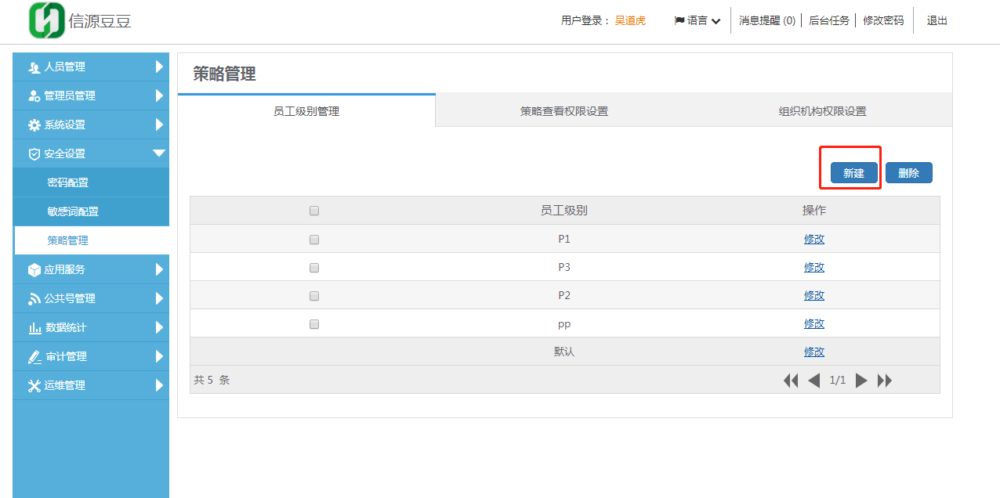 信源豆豆
用户登录： 吴道虎 语言 消息提醒 (0) 后台任务 修改密码 退出
人员管理
管理员管理
系统设置
安全设置
密码配置
敏感词配置
策略管理
应用服务
公共号管理
数据统计
审计管理
运维管理
策略管理
员工级别管理 策略查看权限设置 组织机构权限设置
新建 删除
员工级别 操作
P1 修改
P3 修改
P2 修改
pp 修改
默认 修改
共 5 条 1/1